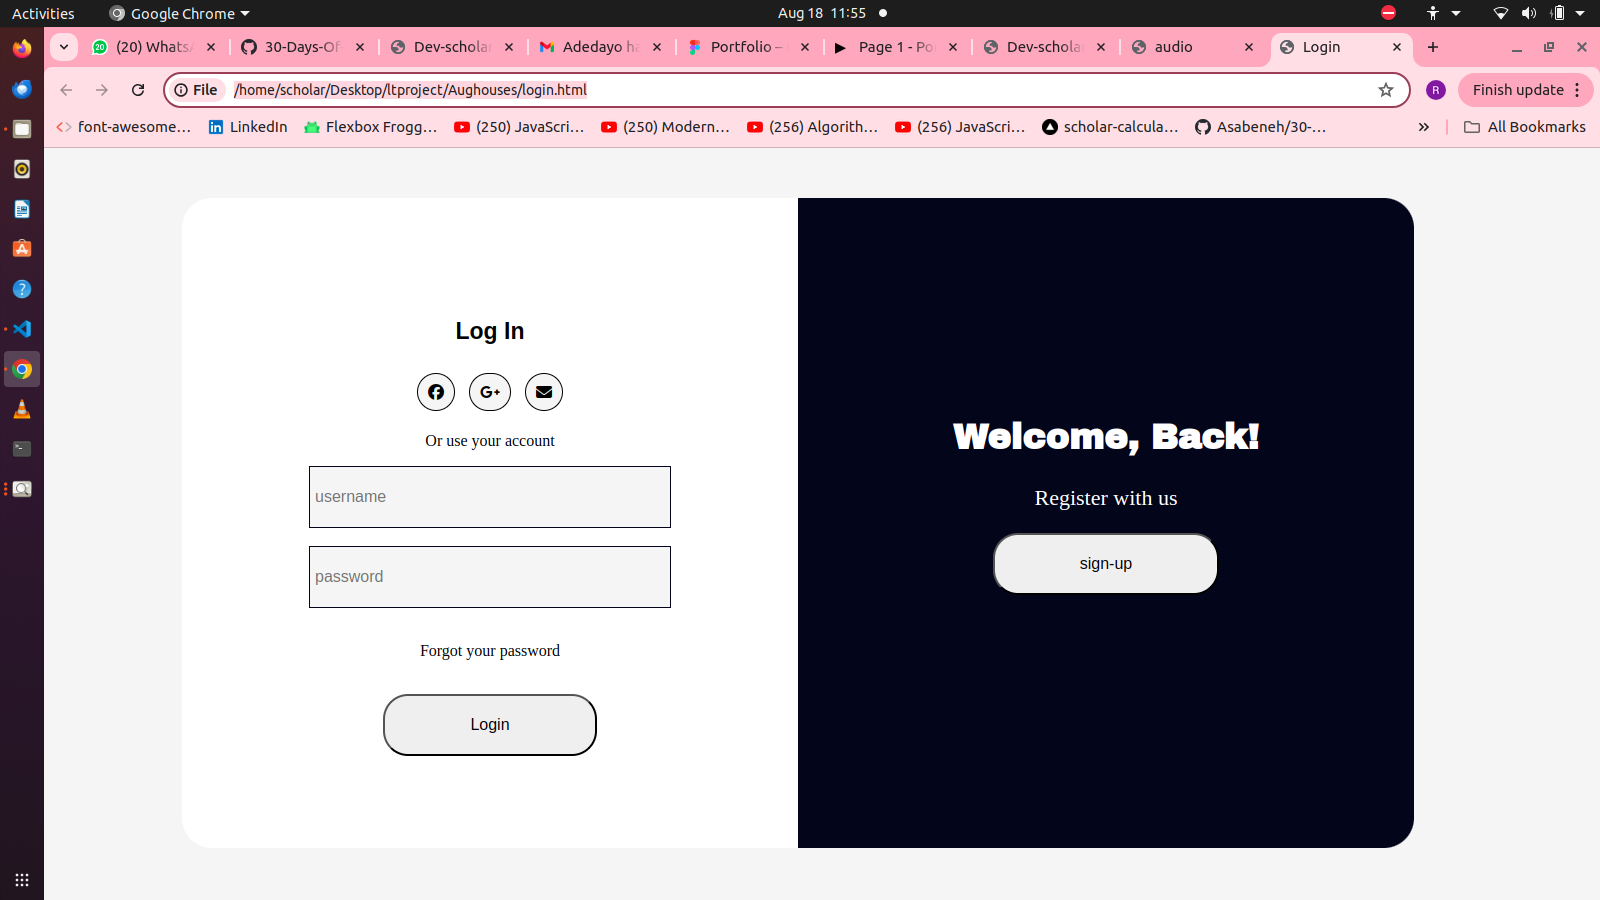 Activities
Google Chrome
Aug 18 11:55
20
(20) Whats
30-Days-Of
Dev-schola
Adedayo ha
Portfolio –
Page 1 - Po
Dev-schola
audio
Login
File
/home/scholar/Desktop/ltproject/Aughouses/login.html
R
Finish update
font-awesome…
LinkedIn
Flexbox Frogg…
(250) JavaScri…
(250) Modern…
(256) Algorith…
(256) JavaScri…
scholar-calcula…
Asabeneh/30-…
»
All Bookmarks
Log In
G+
Or use your account
username
password
Forgot your password
Login
Welcome, Back!
Register with us
sign-up